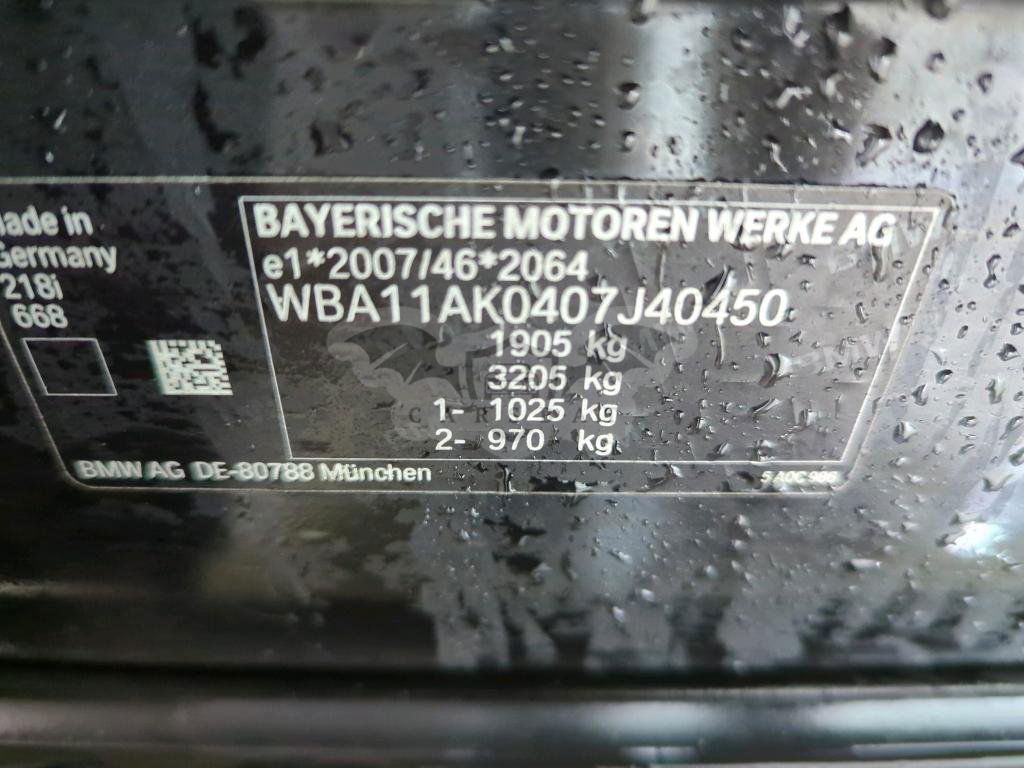 BAYERISCHE MOTOREN WERKE AG
e1*2007/46*2064
WBA11AK0407J40450
1905 kg
3205 kg
1- 1025 kg
2- 970 kg
ade in
Germany
218i
668
BMW AG DE-80788 München